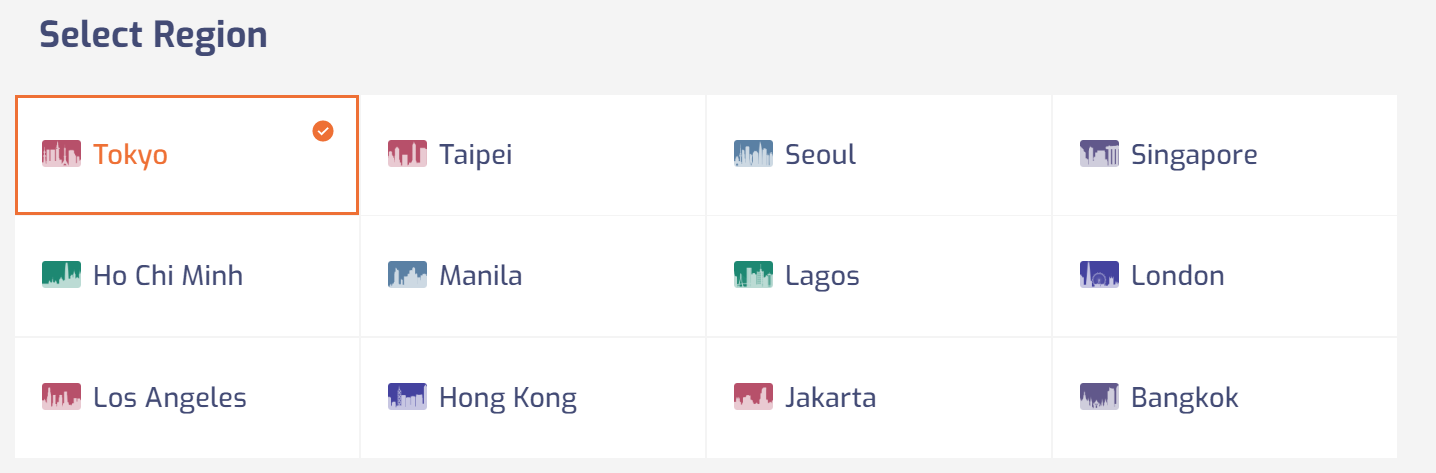 Select Region
Tokyo
Taipei
Seoul
Singapore
Ho Chi Minh
Manila
Lagos
London
Los Angeles
Hong Kong
Jakarta
Bangkok